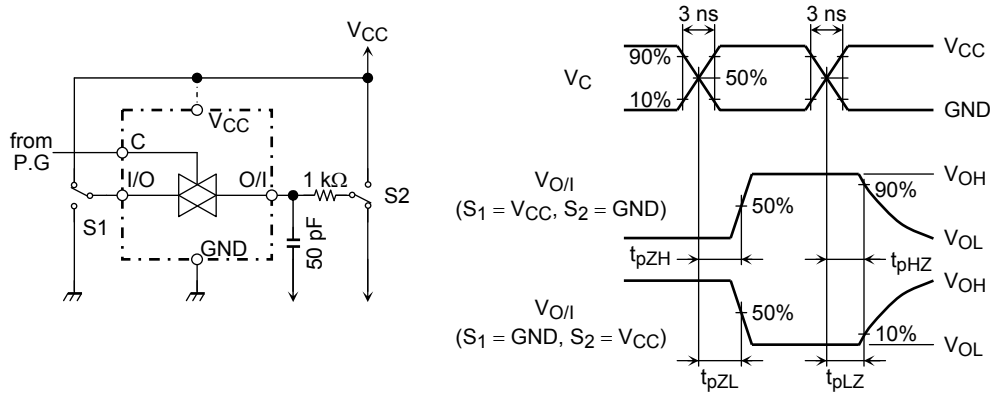 VCC
from
P.G
C
VCC
I/O
O/I
1 kΩ
S1
S2
GND
50 pF
3 ns
3 ns
VC
90%
50%
10%
VCC
GND
VO/I
(S1 = VCC, S2 = GND)
50%
90%
VOH
VOL
tpZH
tpHZ
VO/I
(S1 = GND, S2 = VCC)
50%
10%
VOH
VOL
tpZL
tpLZ